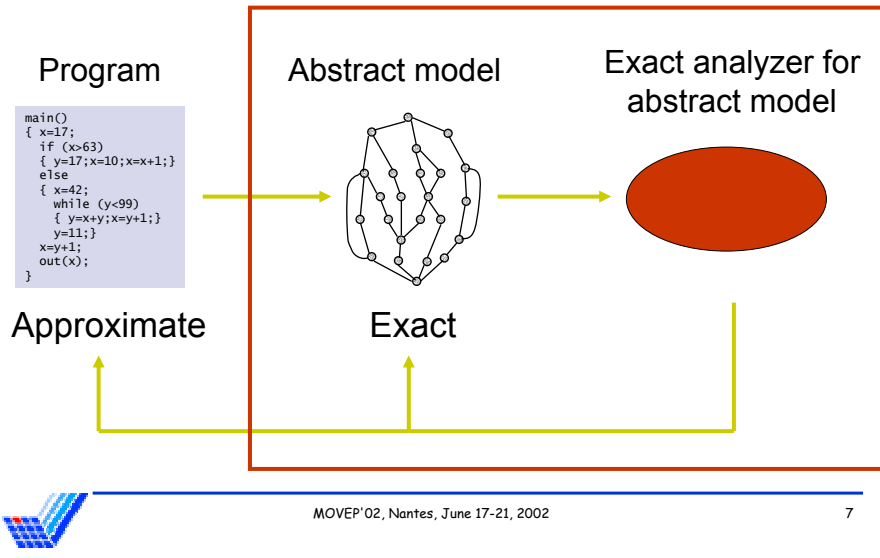 Program
Abstract model
Exact analyzer for
abstract model
main()
{ x=17;
if (x>63)
{ y=17;x=10;x=x+1;}
else
{ x=42;
while (y<99)
{ y=x+y;x=y+1;}
y=11;}
x=y+1;
out(x);
}
Approximate
Exact
MOVEP'02, Nantes, June 17-21, 2002
7